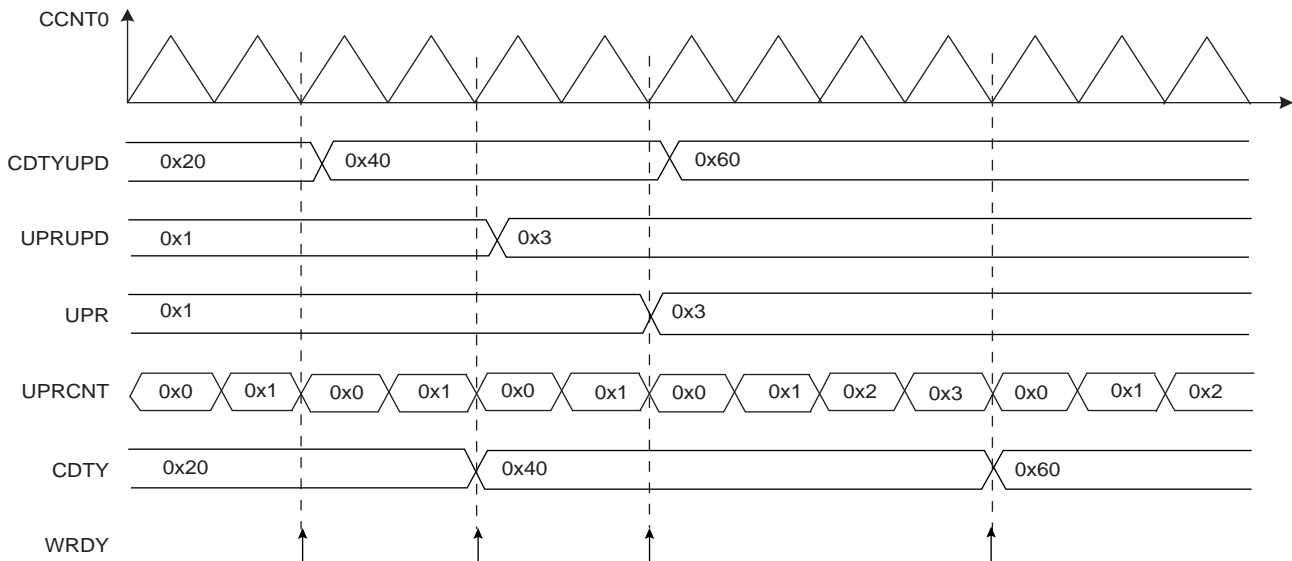 CCNT0
CDTYUPD 0x20 0x40 0x60
UPRUPD 0x1 0x3
UPR 0x1 0x3
UPRCNT 0x0 0x1 0x0 0x1 0x0 0x1 0x0 0x1 0x2 0x3 0x0 0x1 0x2
CDTY 0x20 0x40 0x60
WRDY